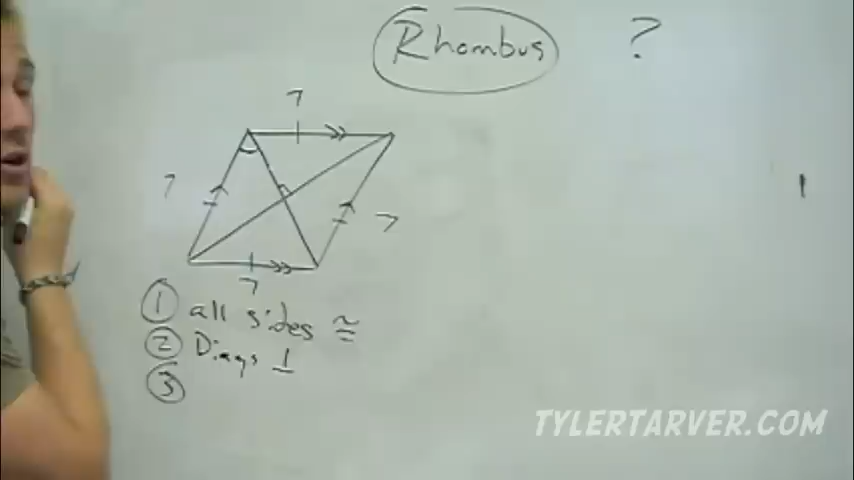 Rhombus ?
7
7
7
7
① all sides ≅
② Diags ⊥
③
TYLERTARVER.COM